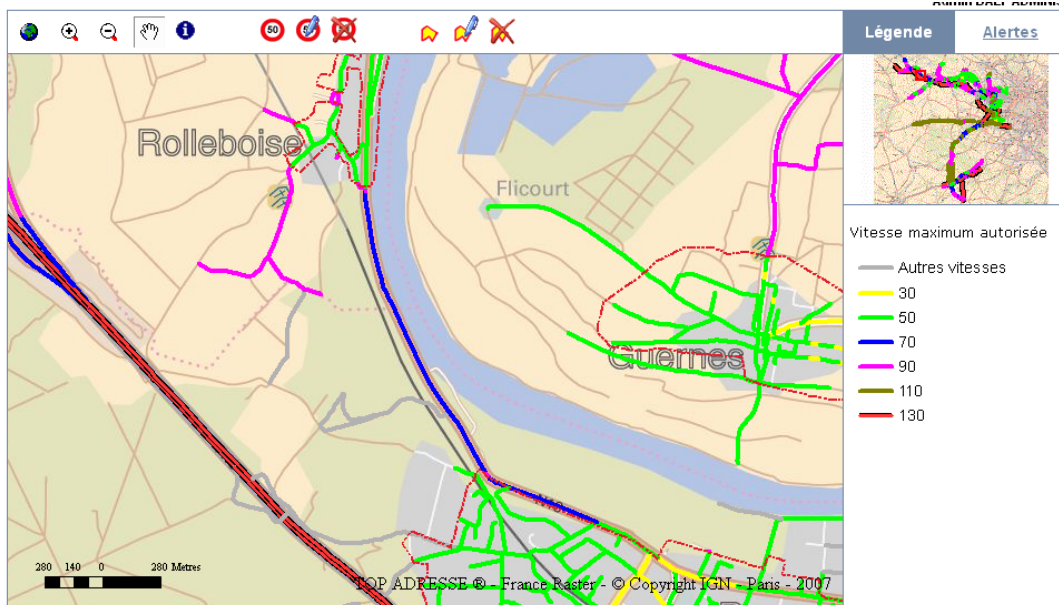 50
Légende
Alertes
Rolleboise
Flicourt
Guernes
Vitesse maximum autorisée
Autres vitesses
30
50
70
90
110
130
280 140 0 280 Metres
TOP ADRESSE ® - France Raster - © Copyright IGN - Paris - 2007